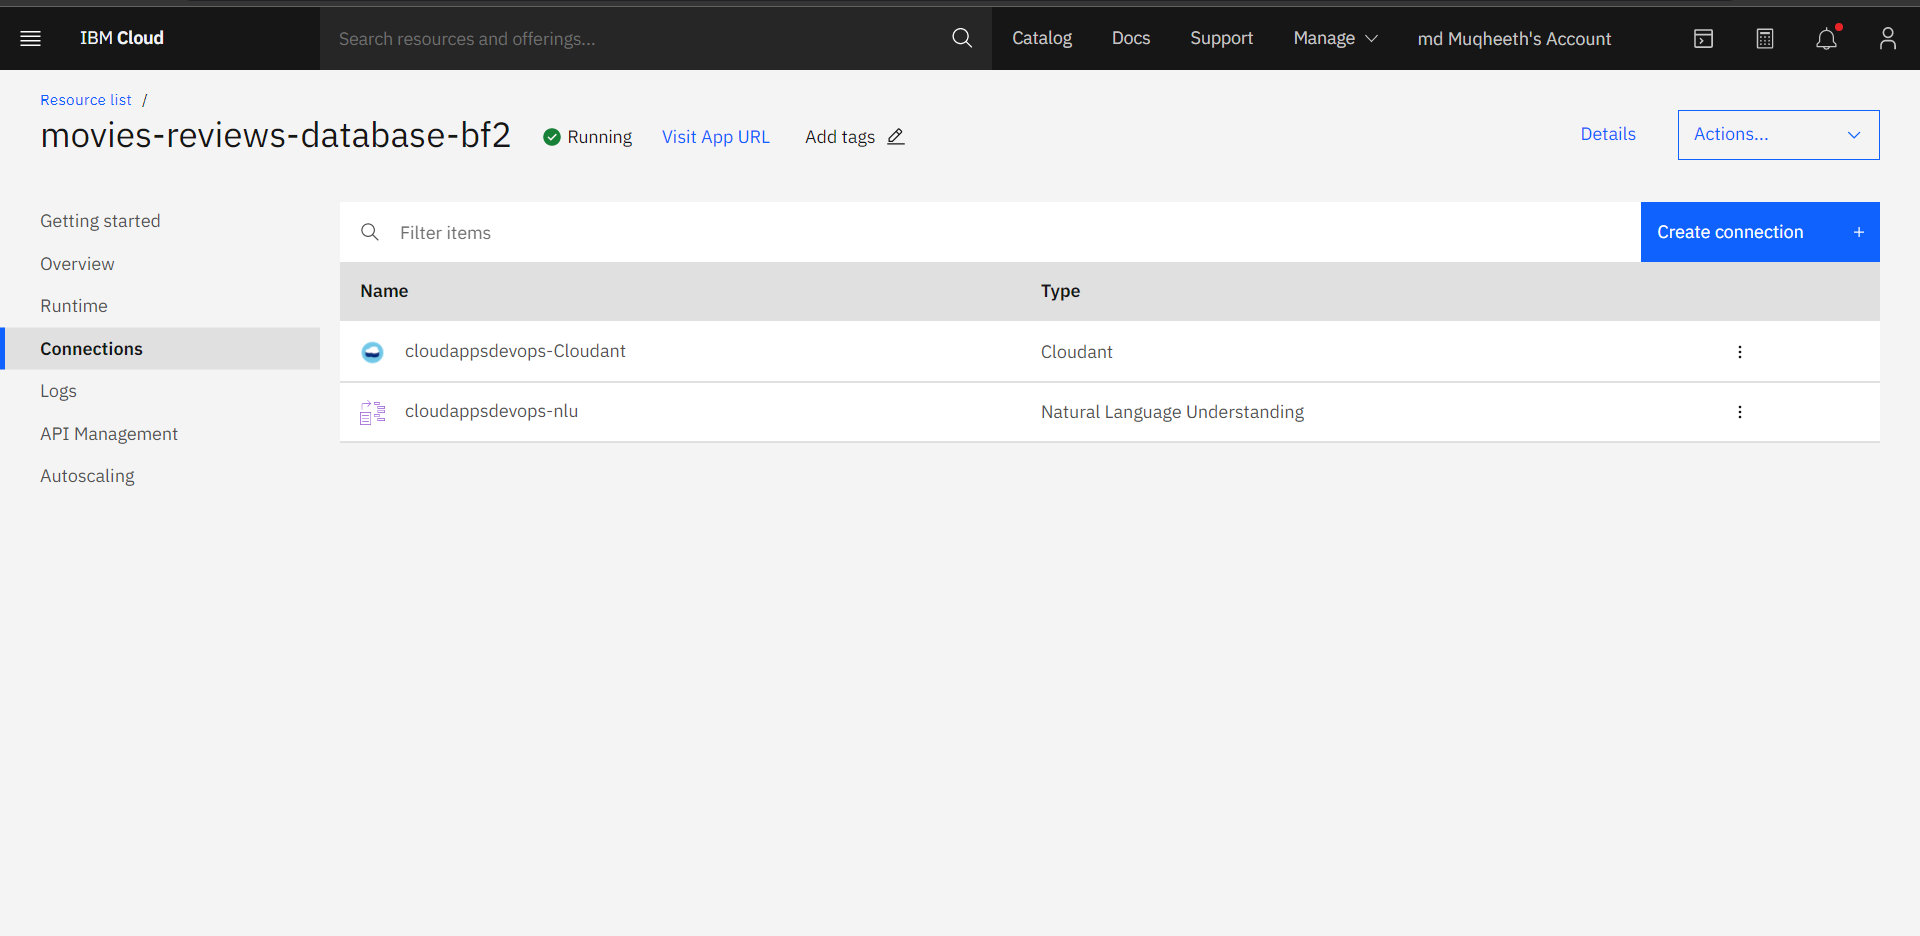 IBM Cloud
Search resources and offerings...
Catalog
Docs
Support
Manage
md Muqheeth's Account
Resource list /
movies-reviews-database-bf2
Running
Visit App URL
Add tags
Details
Actions...
Getting started
Overview
Runtime
Connections
Logs
API Management
Autoscaling
Filter items
Create connection +
Name Type
cloudappsdevops-Cloudant Cloudant
cloudappsdevops-nlu Natural Language Understanding